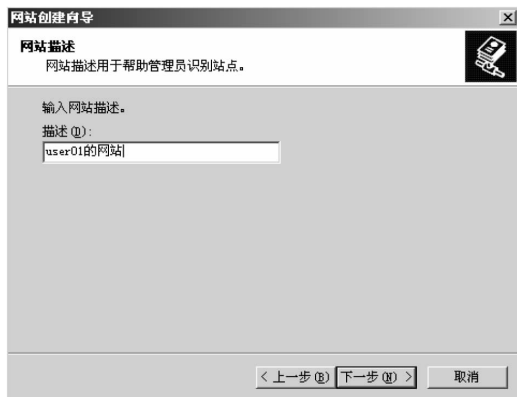 网站创建向导
网站描述
网站描述用于帮助管理员识别站点。
输入网站描述。
描述(D):
user01的网站
< 上一步(B) 下一步(N) > 取消